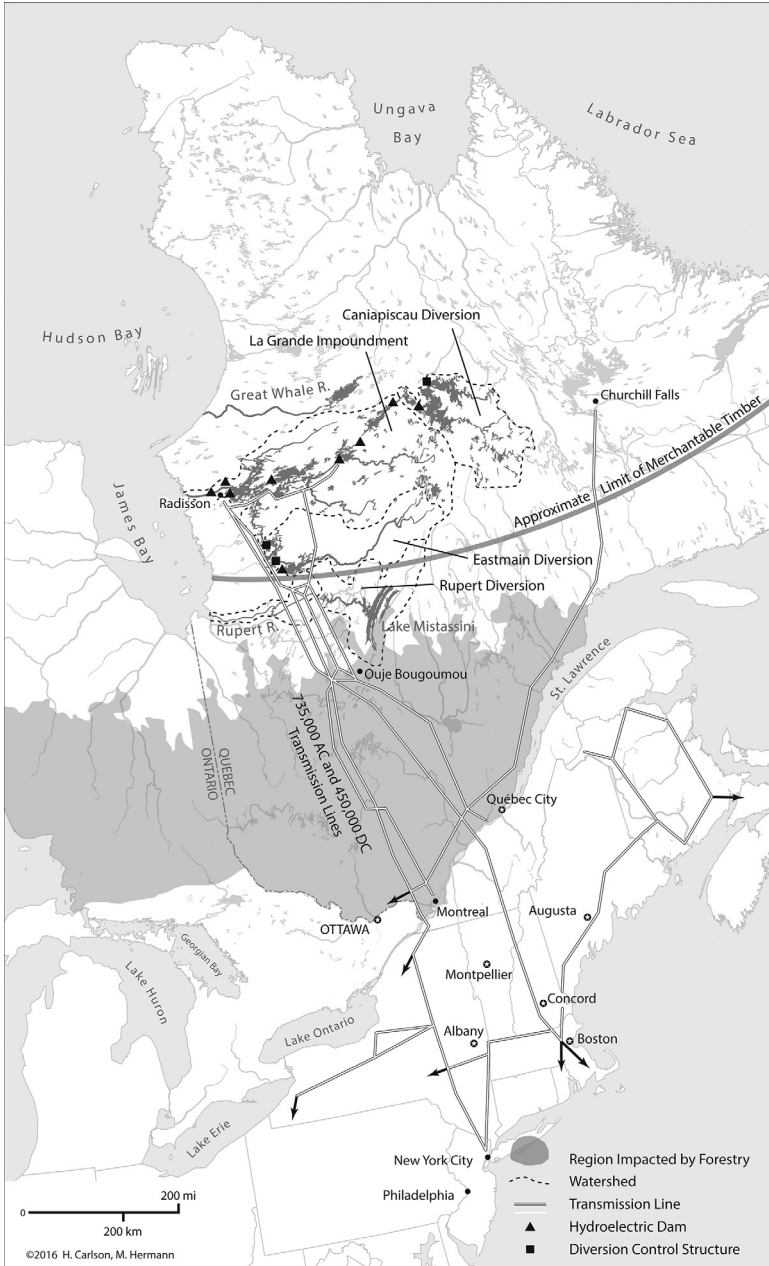 Ungava
Bay
Labrador Sea
Hudson Bay
Caniapiscau Diversion
La Grande Impoundment
Great Whale R.
Churchill Falls
Approximate Limit of Merchantable Timber
Radisson
James Bay
Eastmain Diversion
Rupert Diversion
Rupert R.
Lake Mistassini
Ouje Bougoumou
St. Lawrence
735,000 AC and 450,000 DC
Transmission Lines
QUEBEC
ONTARIO
Québec City
Montreal
OTTAWA
Augusta
Georgian Bay
Lake Huron
Montpellier
Concord
Lake Ontario
Albany
Boston
Lake Erie
New York City
Philadelphia
Region Impacted by Forestry
Watershed
Transmission Line
Hydroelectric Dam
Diversion Control Structure
200 mi
0
200 km
©2016 H. Carlson, M. Hermann